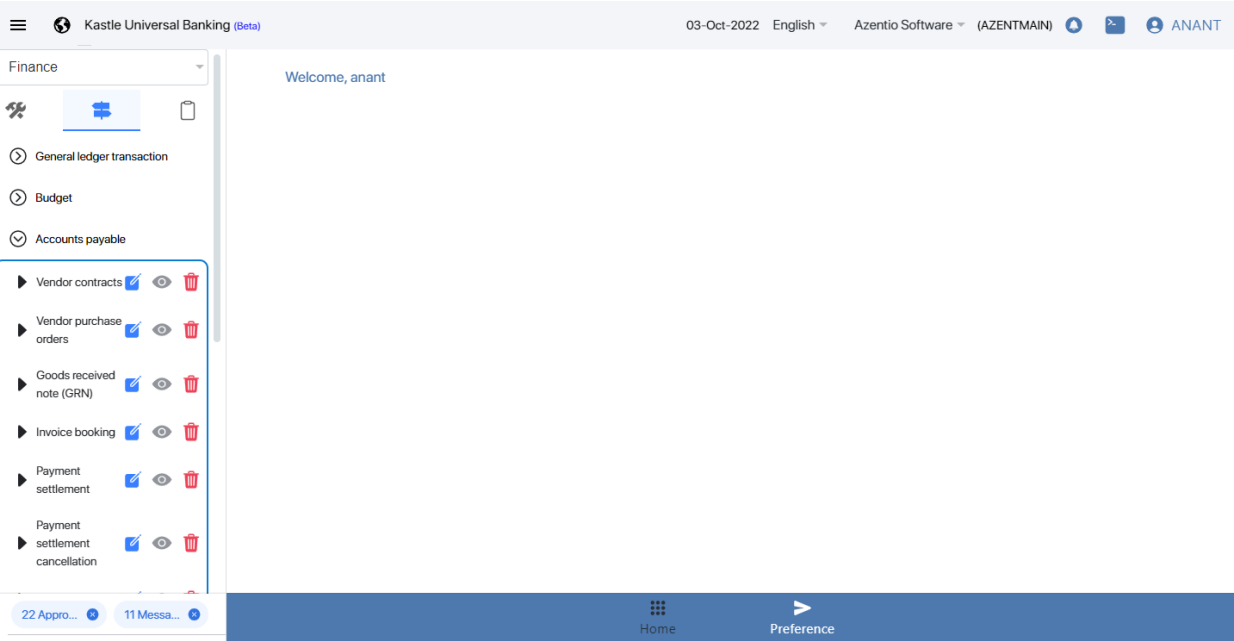 Kastle Universal Banking (Beta)
03-Oct-2022 English Azentio Software (AZENTMAIN) ANANT
Finance
Welcome, anant
General ledger transaction
Budget
Accounts payable
Vendor contracts
Vendor purchase
orders
Goods received
note (GRN)
Invoice booking
Payment
settlement
Payment
settlement
cancellation
22 Appro... 11 Messa...
Home
Preference